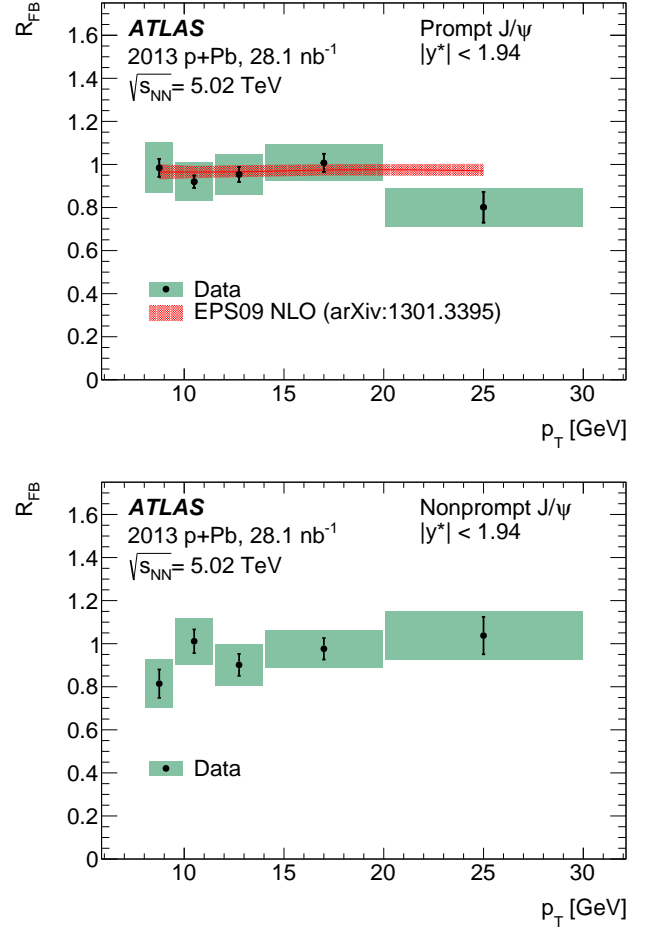 R_FB
ATLAS
Prompt J/ψ
2013 p+Pb, 28.1 nb⁻¹
|y*| < 1.94
√s_NN = 5.02 TeV
1.6
1.4
1.2
1
0.8
0.6
0.4
0.2
0
Data
EPS09 NLO (arXiv:1301.3395)
10 15 20 25 30
p_T [GeV]
R_FB
ATLAS
Nonprompt J/ψ
2013 p+Pb, 28.1 nb⁻¹
|y*| < 1.94
√s_NN = 5.02 TeV
1.6
1.4
1.2
1
0.8
0.6
0.4
0.2
0
Data
10 15 20 25 30
p_T [GeV]